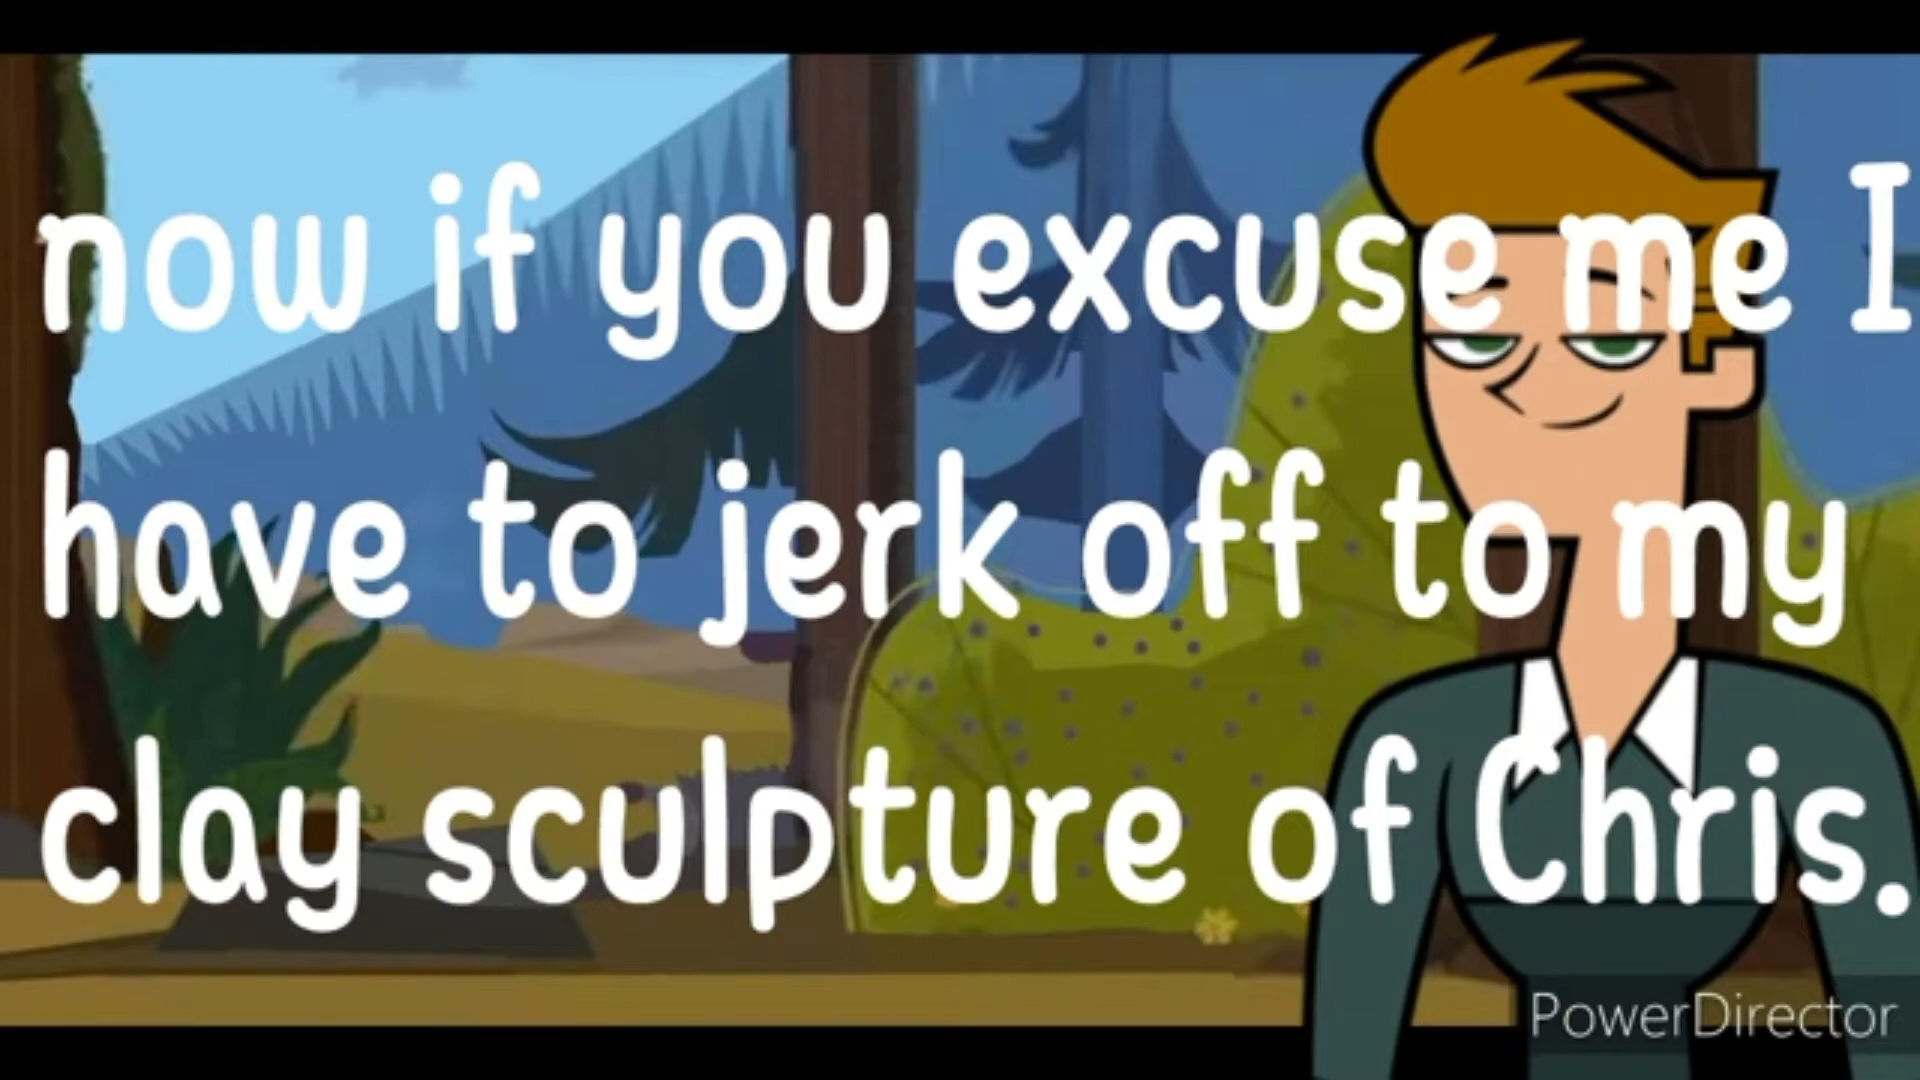 now if you excuse me I
have to jerk off to my
clay sculpture of Chris.
PowerDirector